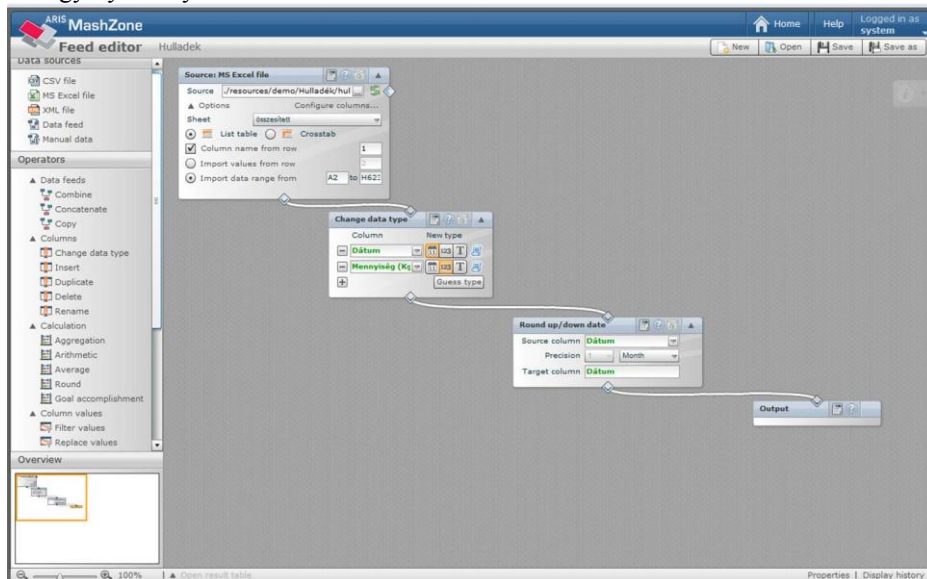 ARIS MashZone
Home
Help
Logged in as
system
Feed editor
Hulladek
New
Open
Save
Save as
Data sources
CSV file
MS Excel file
XML file
Data feed
Manual data
Operators
Data feeds
Combine
Concatenate
Copy
Columns
Change data type
Insert
Duplicate
Delete
Rename
Calculation
Aggregation
Arithmetic
Average
Round
Goal accomplishment
Column values
Filter values
Replace values
Overview
100%
Source: MS Excel file
Source ./resources/demo/Hulladék/hul ...
Options Configure columns...
Sheet összesített
List table Crosstab
Column name from row 1
Import values from row 2
Import data range from A2 to H623
Change data type
Column New type
Dátum 123 T
Mennyiség (Kg 123 T
Guess type
Round up/down date
Source column Dátum
Precision 1 Month
Target column Dátum
Output
Open result table
Properties | Display history